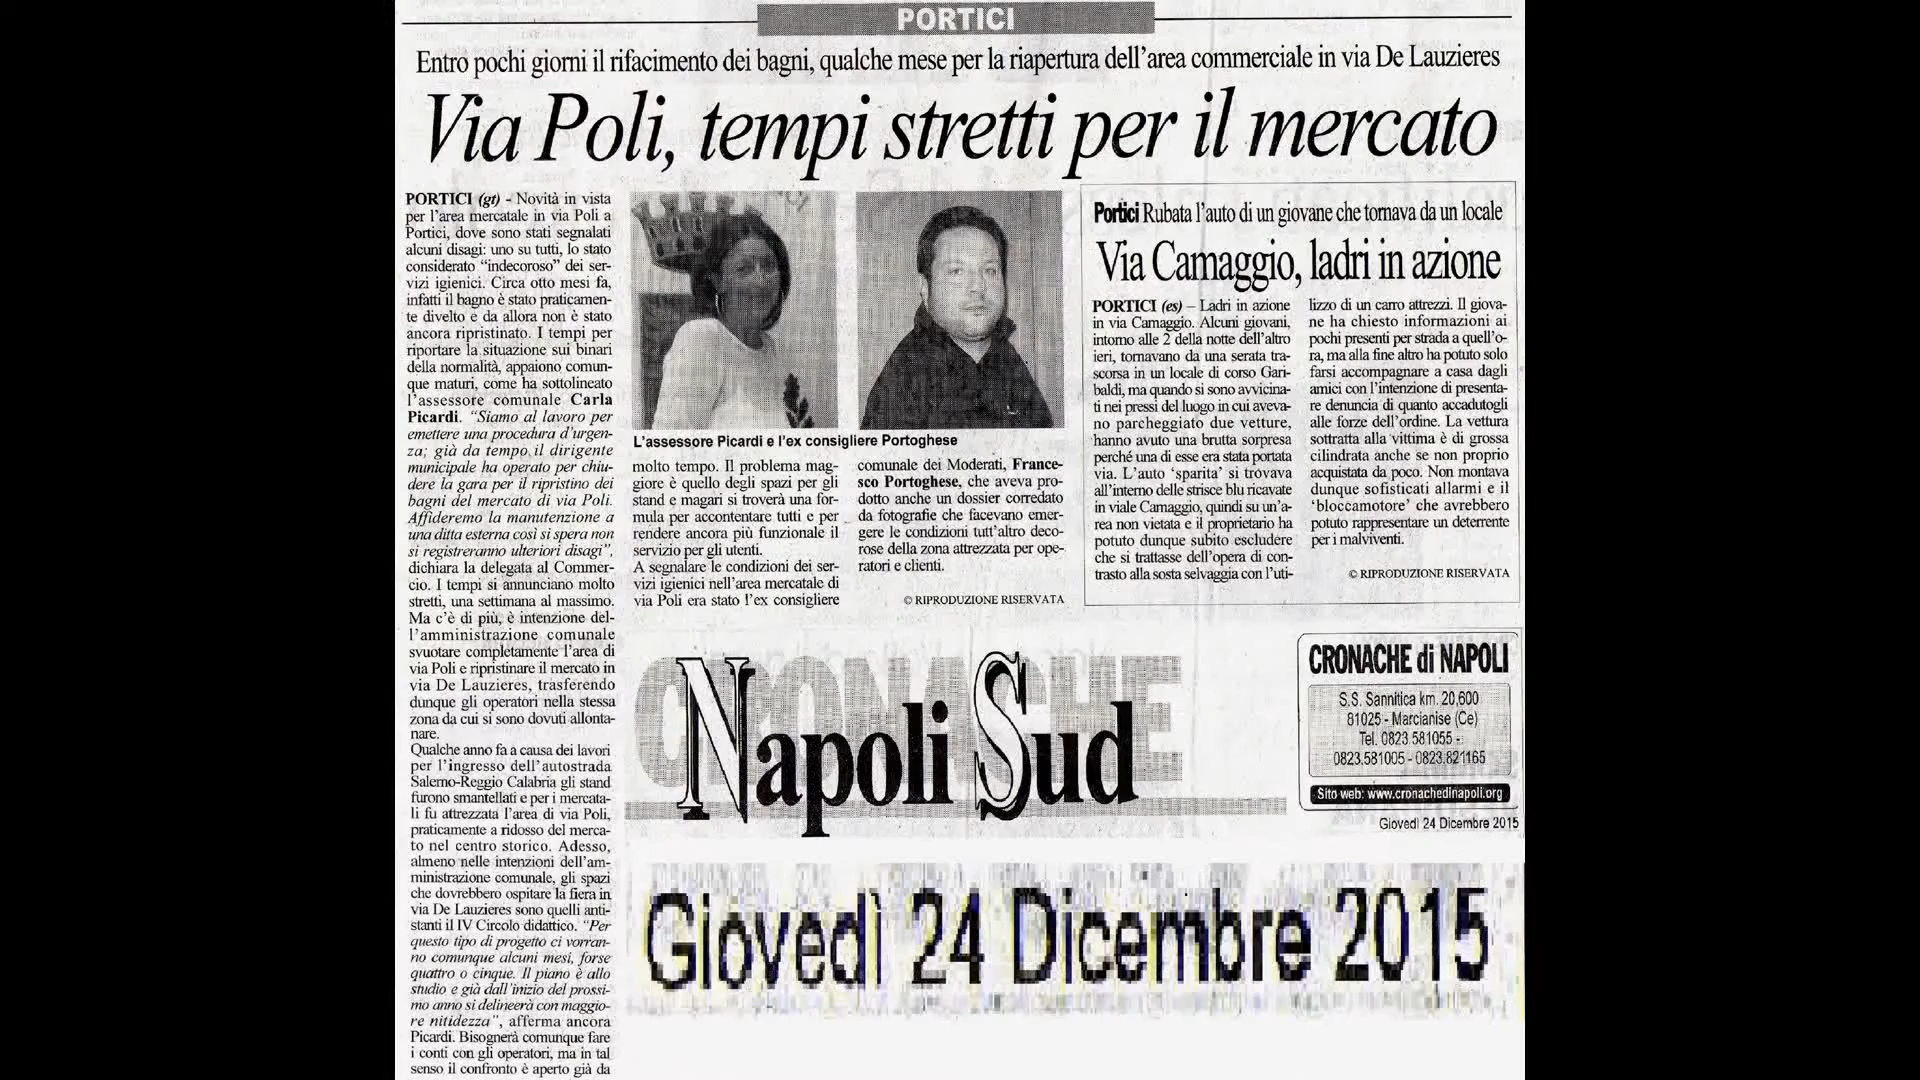 PORTICI
Entro pochi giorni il rifacimento dei bagni, qualche mese per la riapertura dell'area commerciale in via De Lauzieres
Via Poli, tempi stretti per il mercato
PORTICI (gt) - Novità in vista
per l'area mercatale in via Poli a
Portici, dove sono stati segnalati
alcuni disagi: uno su tutti, lo stato
considerato “indecoroso” dei ser-
vizi igienici. Circa otto mesi fa,
infatti il bagno è stato praticamen-
te divelto e da allora non è stato
ancora ripristinato. I tempi per
riportare la situazione sui binari
della normalità, appaiono comun-
que maturi, come ha sottolineato
l'assessore comunale Carla
Picardi. “Siamo al lavoro per
emettere una procedura d'urgen-
za; già da tempo il dirigente
municipale ha operato per chiu-
dere la gara per il ripristino dei
bagni del mercato di via Poli.
Affideremo la manutenzione a
una ditta esterna così si spera non
si registreranno ulteriori disagi”,
dichiara la delegata al Commer-
cio. I tempi si annunciano molto
stretti, una settimana al massimo.
Ma c'è di più, è intenzione del-
l'amministrazione comunale
svuotare completamente l'area di
via Poli e ripristinare il mercato in
via De Lauzieres, trasferendo
dunque gli operatori nella stessa
zona da cui si sono dovuti allonta-
nare.
Qualche anno fa a causa dei lavori
per l'ingresso dell'autostrada
Salerno-Reggio Calabria gli stand
furono smantellati e per i mercata-
li fu attrezzata l'area di via Poli,
praticamente a ridosso del merca-
to nel centro storico. Adesso,
almeno nelle intenzioni dell'am-
ministrazione comunale, gli spazi
che dovrebbero ospitare la fiera in
via De Lauzieres sono quelli anti-
stanti il IV Circolo didattico. “Per
questo tipo di progetto ci vorran-
no comunque alcuni mesi, forse
quattro o cinque. Il piano è allo
studio e già dall'inizio del prossi-
mo anno si delineerà con maggio-
re nitidezza”, afferma ancora
Picardi. Bisognerà comunque fare
i conti con gli operatori, ma in tal
senso il confronto è aperto già da
L'assessore Picardi e l'ex consigliere Portoghese
molto tempo. Il problema mag-
giore è quello degli spazi per gli
stand e magari si troverà una for-
mula per accontentare tutti e per
rendere ancora più funzionale il
servizio per gli utenti.
A segnalare le condizioni dei ser-
vizi igienici nell'area mercatale di
via Poli era stato l'ex consigliere
comunale dei Moderati, France-
sco Portoghese, che aveva pro-
dotto anche un dossier corredato
da fotografie che facevano emer-
gere le condizioni tutt'altro deco-
rose della zona attrezzata per ope-
ratori e clienti.
© RIPRODUZIONE RISERVATA
Portici Rubata l'auto di un giovane che tornava da un locale
Via Camaggio, ladri in azione
PORTICI (es) – Ladri in azione
in via Camaggio. Alcuni giovani,
intorno alle 2 della notte dell'altro
ieri, tornavano da una serata tra-
scorsa in un locale di corso Gari-
baldi, ma quando si sono avvicina-
ti nei pressi del luogo in cui aveva-
no parcheggiato due vetture,
hanno avuto una brutta sorpresa
perché una di esse era stata portata
via. L'auto ‘sparita’ si trovava
all'interno delle strisce blu ricavate
in viale Camaggio, quindi su un'a-
rea non vietata e il proprietario ha
potuto dunque subito escludere
che si trattasse dell'opera di con-
trasto alla sosta selvaggia con l'uti-
lizzo di un carro attrezzi. Il giova-
ne ha chiesto informazioni ai
pochi presenti per strada a quell'o-
ra, ma alla fine altro ha potuto solo
farsi accompagnare a casa dagli
amici con l'intenzione di presenta-
re denuncia di quanto accadutogli
alle forze dell'ordine. La vettura
sottratta alla vittima è di grossa
cilindrata anche se non proprio
acquistata da poco. Non montava
dunque sofisticati allarmi e il
‘bloccamotore’ che avrebbero
potuto rappresentare un deterrente
per i malviventi.
© RIPRODUZIONE RISERVATA
CRONACHE
Napoli Sud
CRONACHE di NAPOLI
S.S. Sannitica km. 20,600
81025 - Marcianise (Ce)
Tel. 0823.581055 -
0823.581005 - 0823.821165
Sito web: www.cronachedinapoli.org
Giovedì 24 Dicembre 2015
Giovedì 24 Dicembre 2015